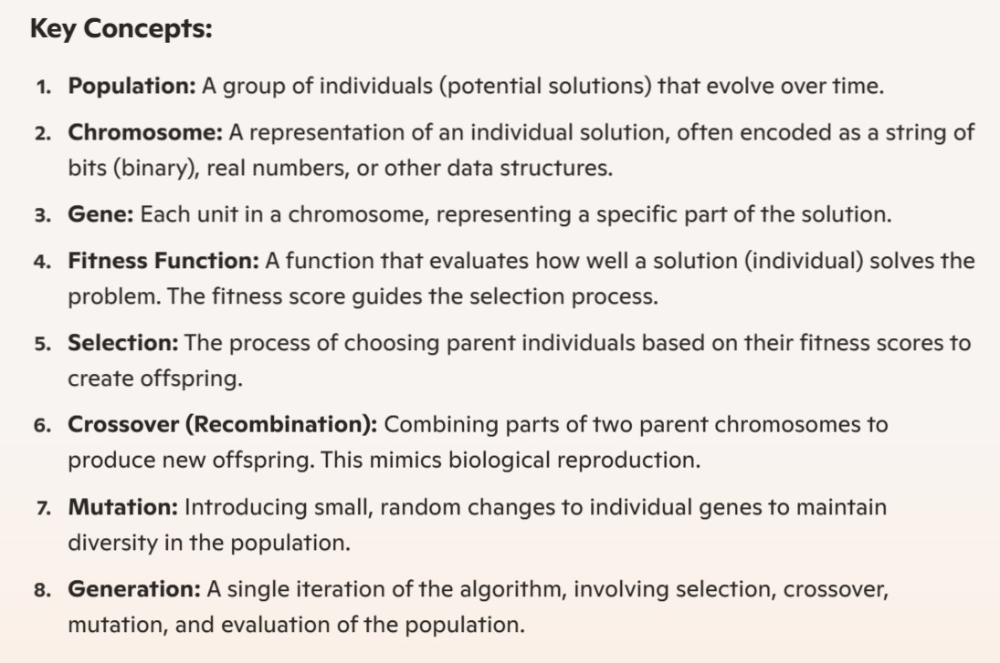 Key Concepts:
1. Population: A group of individuals (potential solutions) that evolve over time.
2. Chromosome: A representation of an individual solution, often encoded as a string of
bits (binary), real numbers, or other data structures.
3. Gene: Each unit in a chromosome, representing a specific part of the solution.
4. Fitness Function: A function that evaluates how well a solution (individual) solves the
problem. The fitness score guides the selection process.
5. Selection: The process of choosing parent individuals based on their fitness scores to
create offspring.
6. Crossover (Recombination): Combining parts of two parent chromosomes to
produce new offspring. This mimics biological reproduction.
7. Mutation: Introducing small, random changes to individual genes to maintain
diversity in the population.
8. Generation: A single iteration of the algorithm, involving selection, crossover,
mutation, and evaluation of the population.